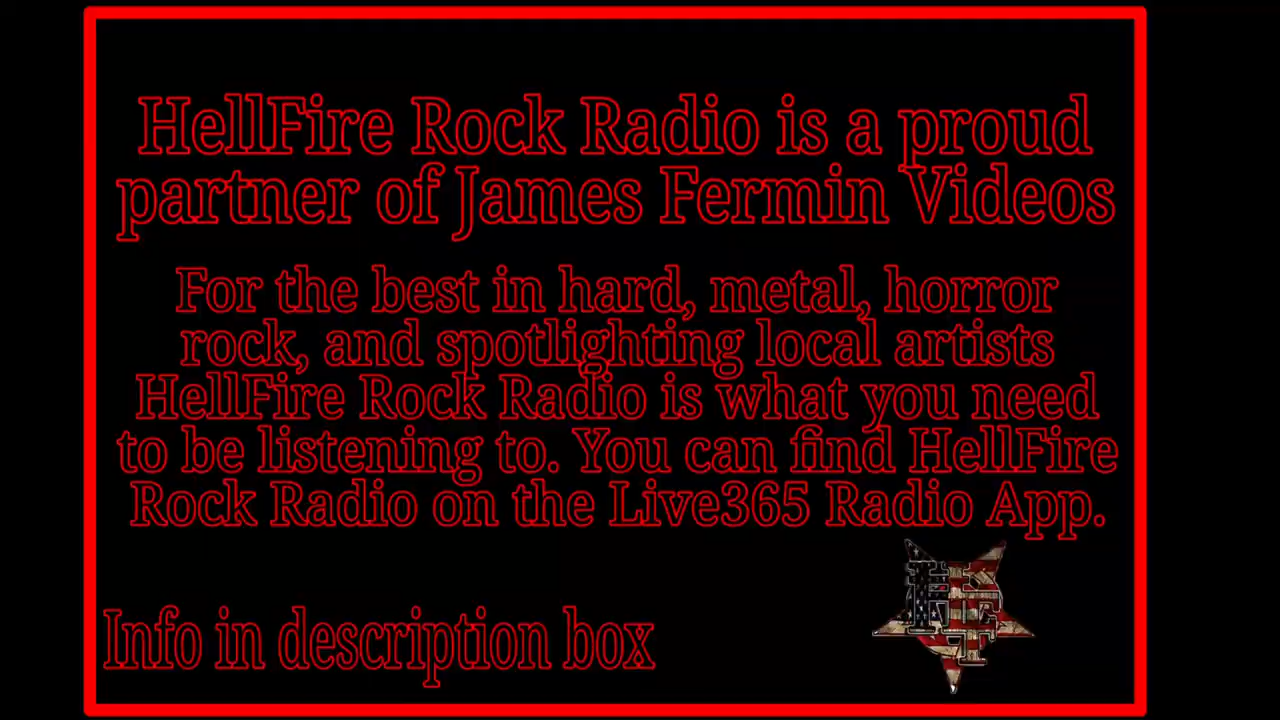 HellFire Rock Radio is a proud
partner of James Fermin Videos
For the best in hard, metal, horror
rock, and spotlighting local artists
HellFire Rock Radio is what you need
to be listening to. You can find HellFire
Rock Radio on the Live365 Radio App.
Info in description box